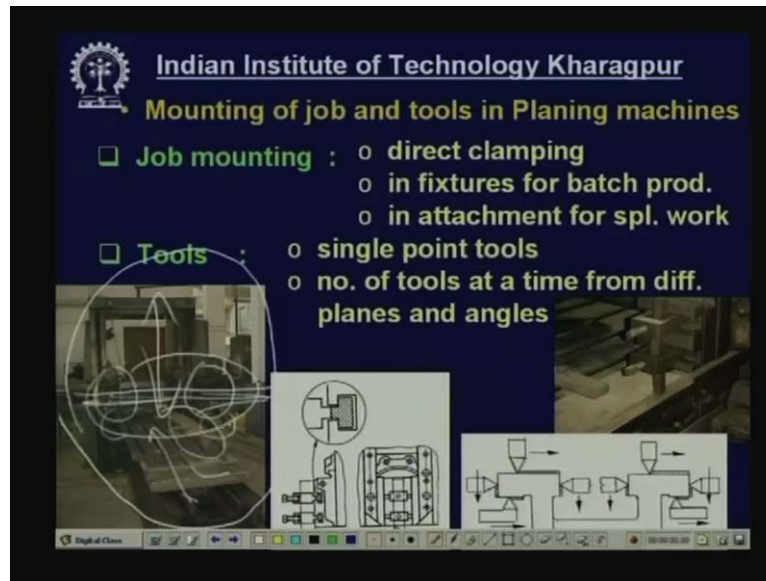 Indian Institute of Technology Kharagpur
• Mounting of job and tools in Planing machines
❑ Job mounting : o direct clamping
o in fixtures for batch prod.
o in attachment for spl. work
❑ Tools : o single point tools
o no. of tools at a time from diff.
planes and angles
Digital Class